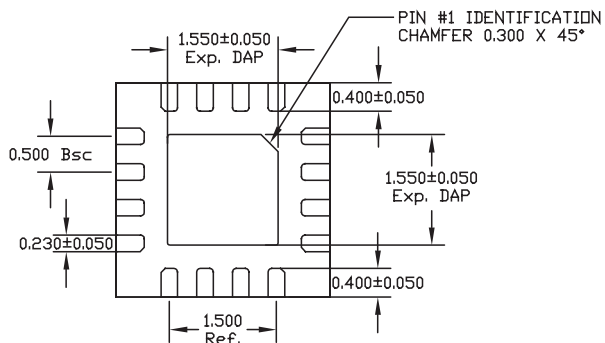 PIN #1 IDENTIFICATION
CHAMFER 0.300 X 45°
1.550±0.050
Exp. DAP
0.400±0.050
0.500 Bsc
1.550±0.050
Exp. DAP
0.230±0.050
0.400±0.050
1.500
Ref.